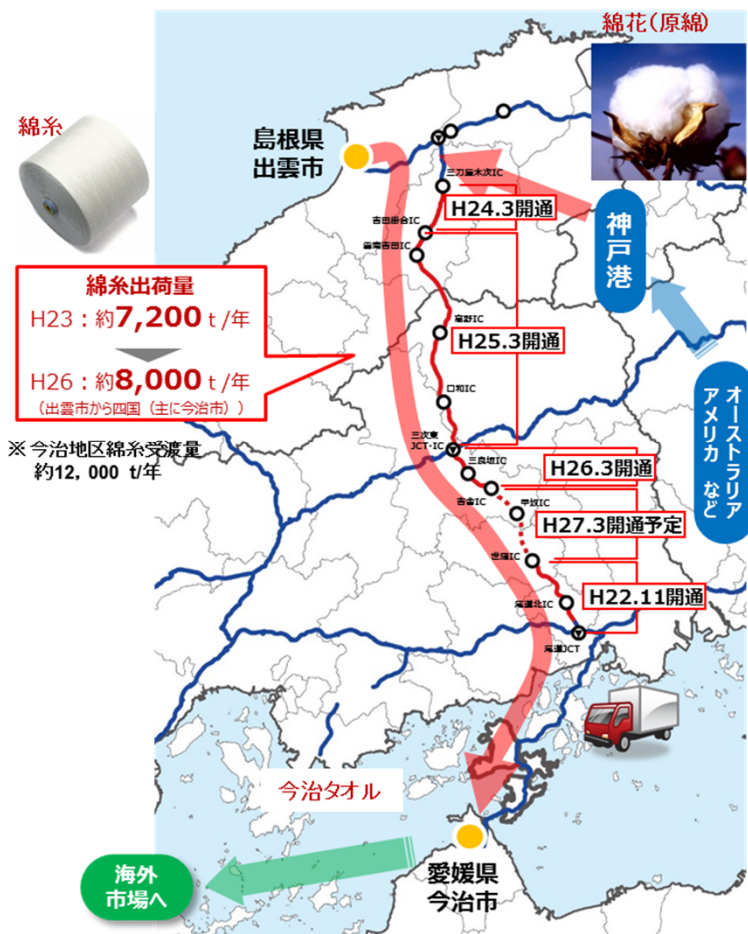 綿花(原綿)
綿糸
島根県
出雲市
三刀屋木次IC
H24.3開通
吉田掛合IC
雲南吉田IC
神戸港
綿糸出荷量
H23：約7,200ｔ/年
H26：約8,000ｔ/年
（出雲市から四国（主に今治市））
高野IC
H25.3開通
口和IC
オーストラリア
アメリカ など
※今治地区綿糸受渡量
約12,000 t/年
三次東
JCT・IC
三良坂IC
H26.3開通
吉舎IC
甲奴IC
H27.3開通予定
世羅IC
H22.11開通
尾道北IC
尾道JCT
今治タオル
海外
市場へ
愛媛県
今治市